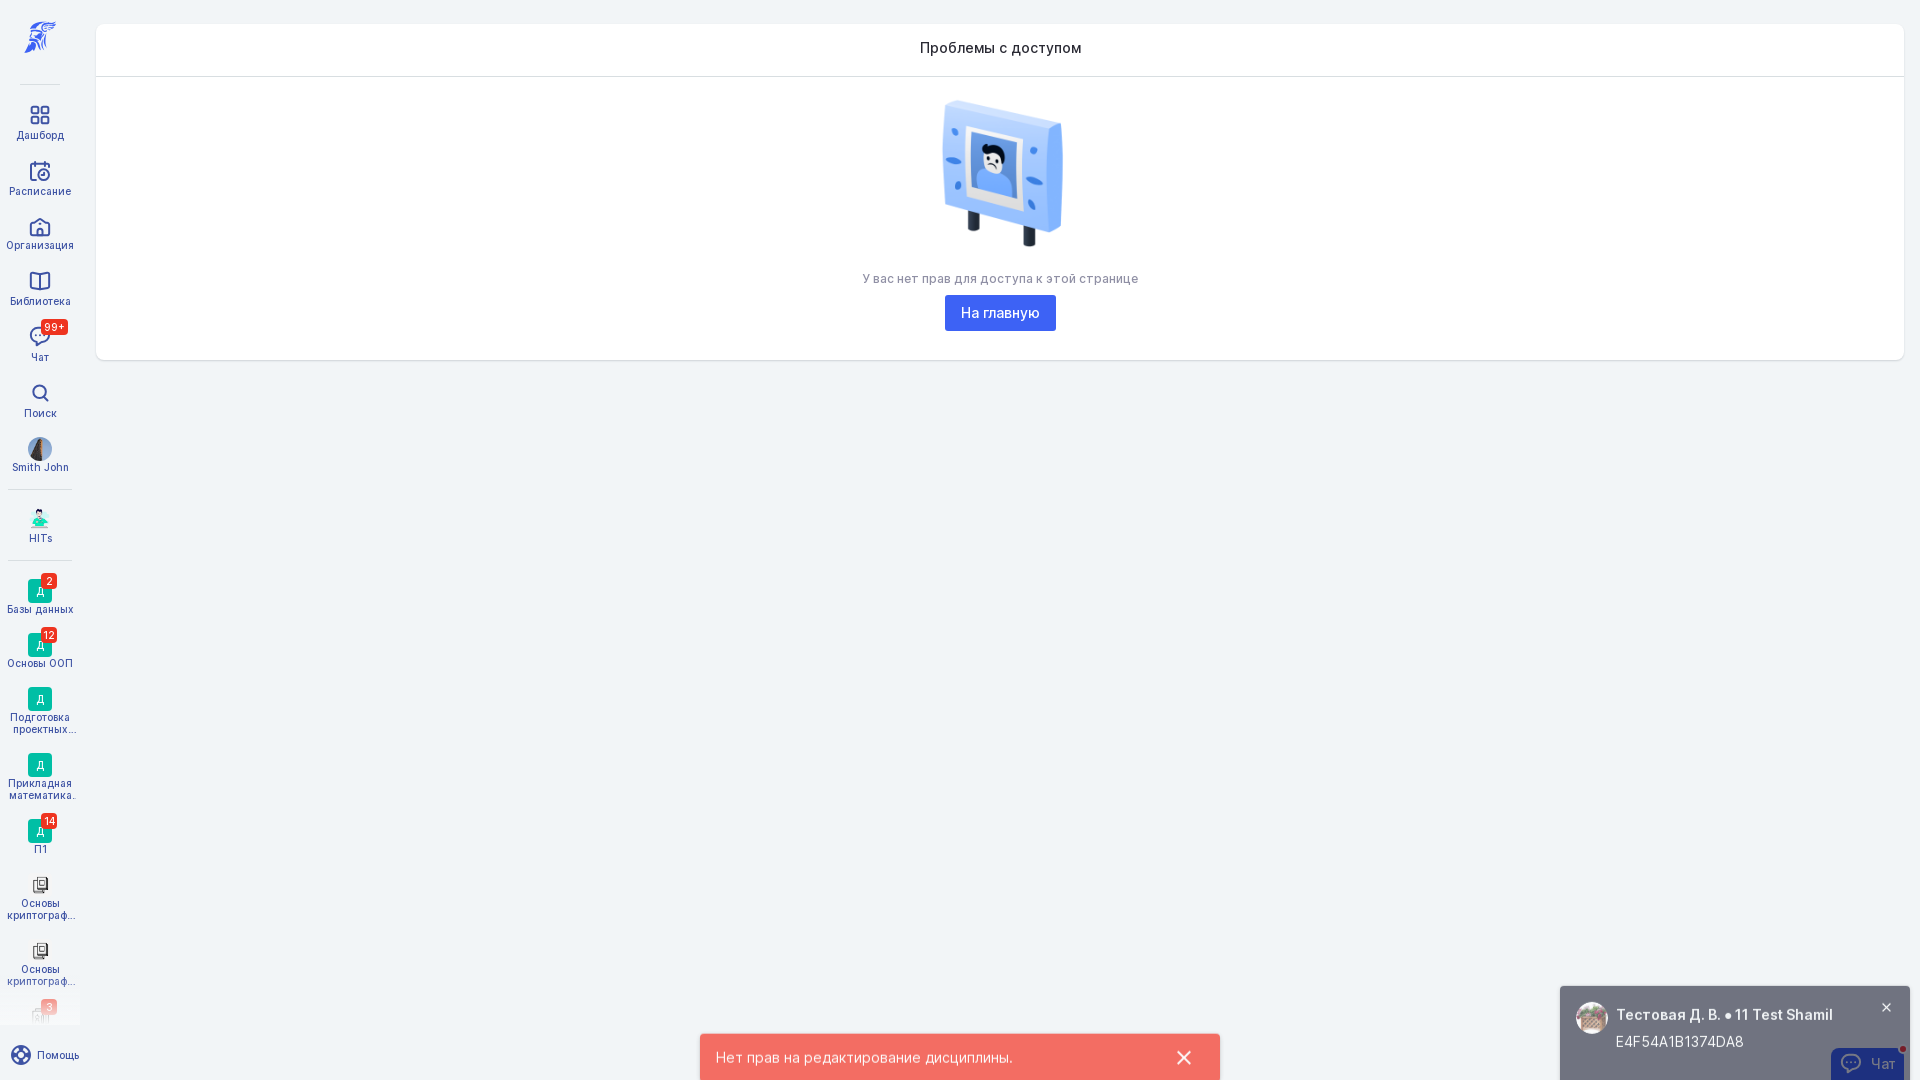 Проблемы с доступом
У вас нет прав для доступа к этой странице
На главную
Дашборд
Расписание
Организация
Библиотека
99+
Чат
Поиск
Smith John
HITs
Д
2
Базы данных
Д
12
Основы ООП
Д
Подготовка
проектных...
Д
Прикладная
математика.
Д
14
П1
Основы
криптограф...
Основы
криптограф...
3
Помощь
Нет прав на редактирование дисциплины.
Тестовая Д. В. ● 11 Test Shamil
E4F54A1B1374DA8
Чат